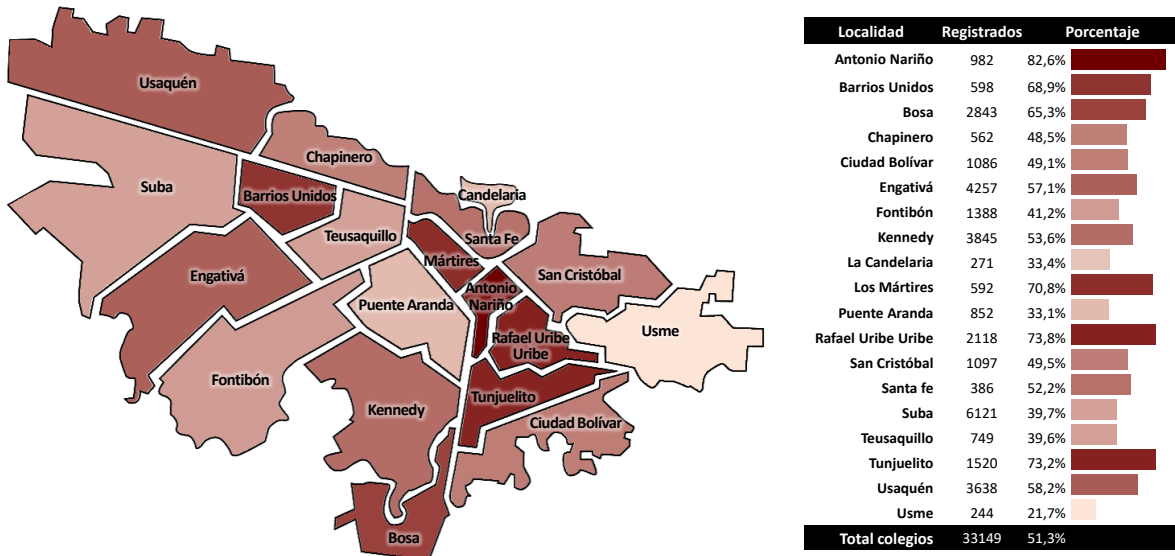 Usaquén
Chapinero
Suba
Barrios Unidos
Candelaria
Teusaquillo
Santa Fe
Mártires
San Cristóbal
Engativá
Antonio
Nariño
Puente Aranda
Usme
Rafael Uribe
Uribe
Fontibón
Kennedy
Tunjuelito
Ciudad Bolívar
Bosa
Localidad Registrados Porcentaje
Antonio Nariño 982 82,6%
Barrios Unidos 598 68,9%
Bosa 2843 65,3%
Chapinero 562 48,5%
Ciudad Bolívar 1086 49,1%
Engativá 4257 57,1%
Fontibón 1388 41,2%
Kennedy 3845 53,6%
La Candelaria 271 33,4%
Los Mártires 592 70,8%
Puente Aranda 852 33,1%
Rafael Uribe Uribe 2118 73,8%
San Cristóbal 1097 49,5%
Santa fe 386 52,2%
Suba 6121 39,7%
Teusaquillo 749 39,6%
Tunjuelito 1520 73,2%
Usaquén 3638 58,2%
Usme 244 21,7%
Total colegios 33149 51,3%